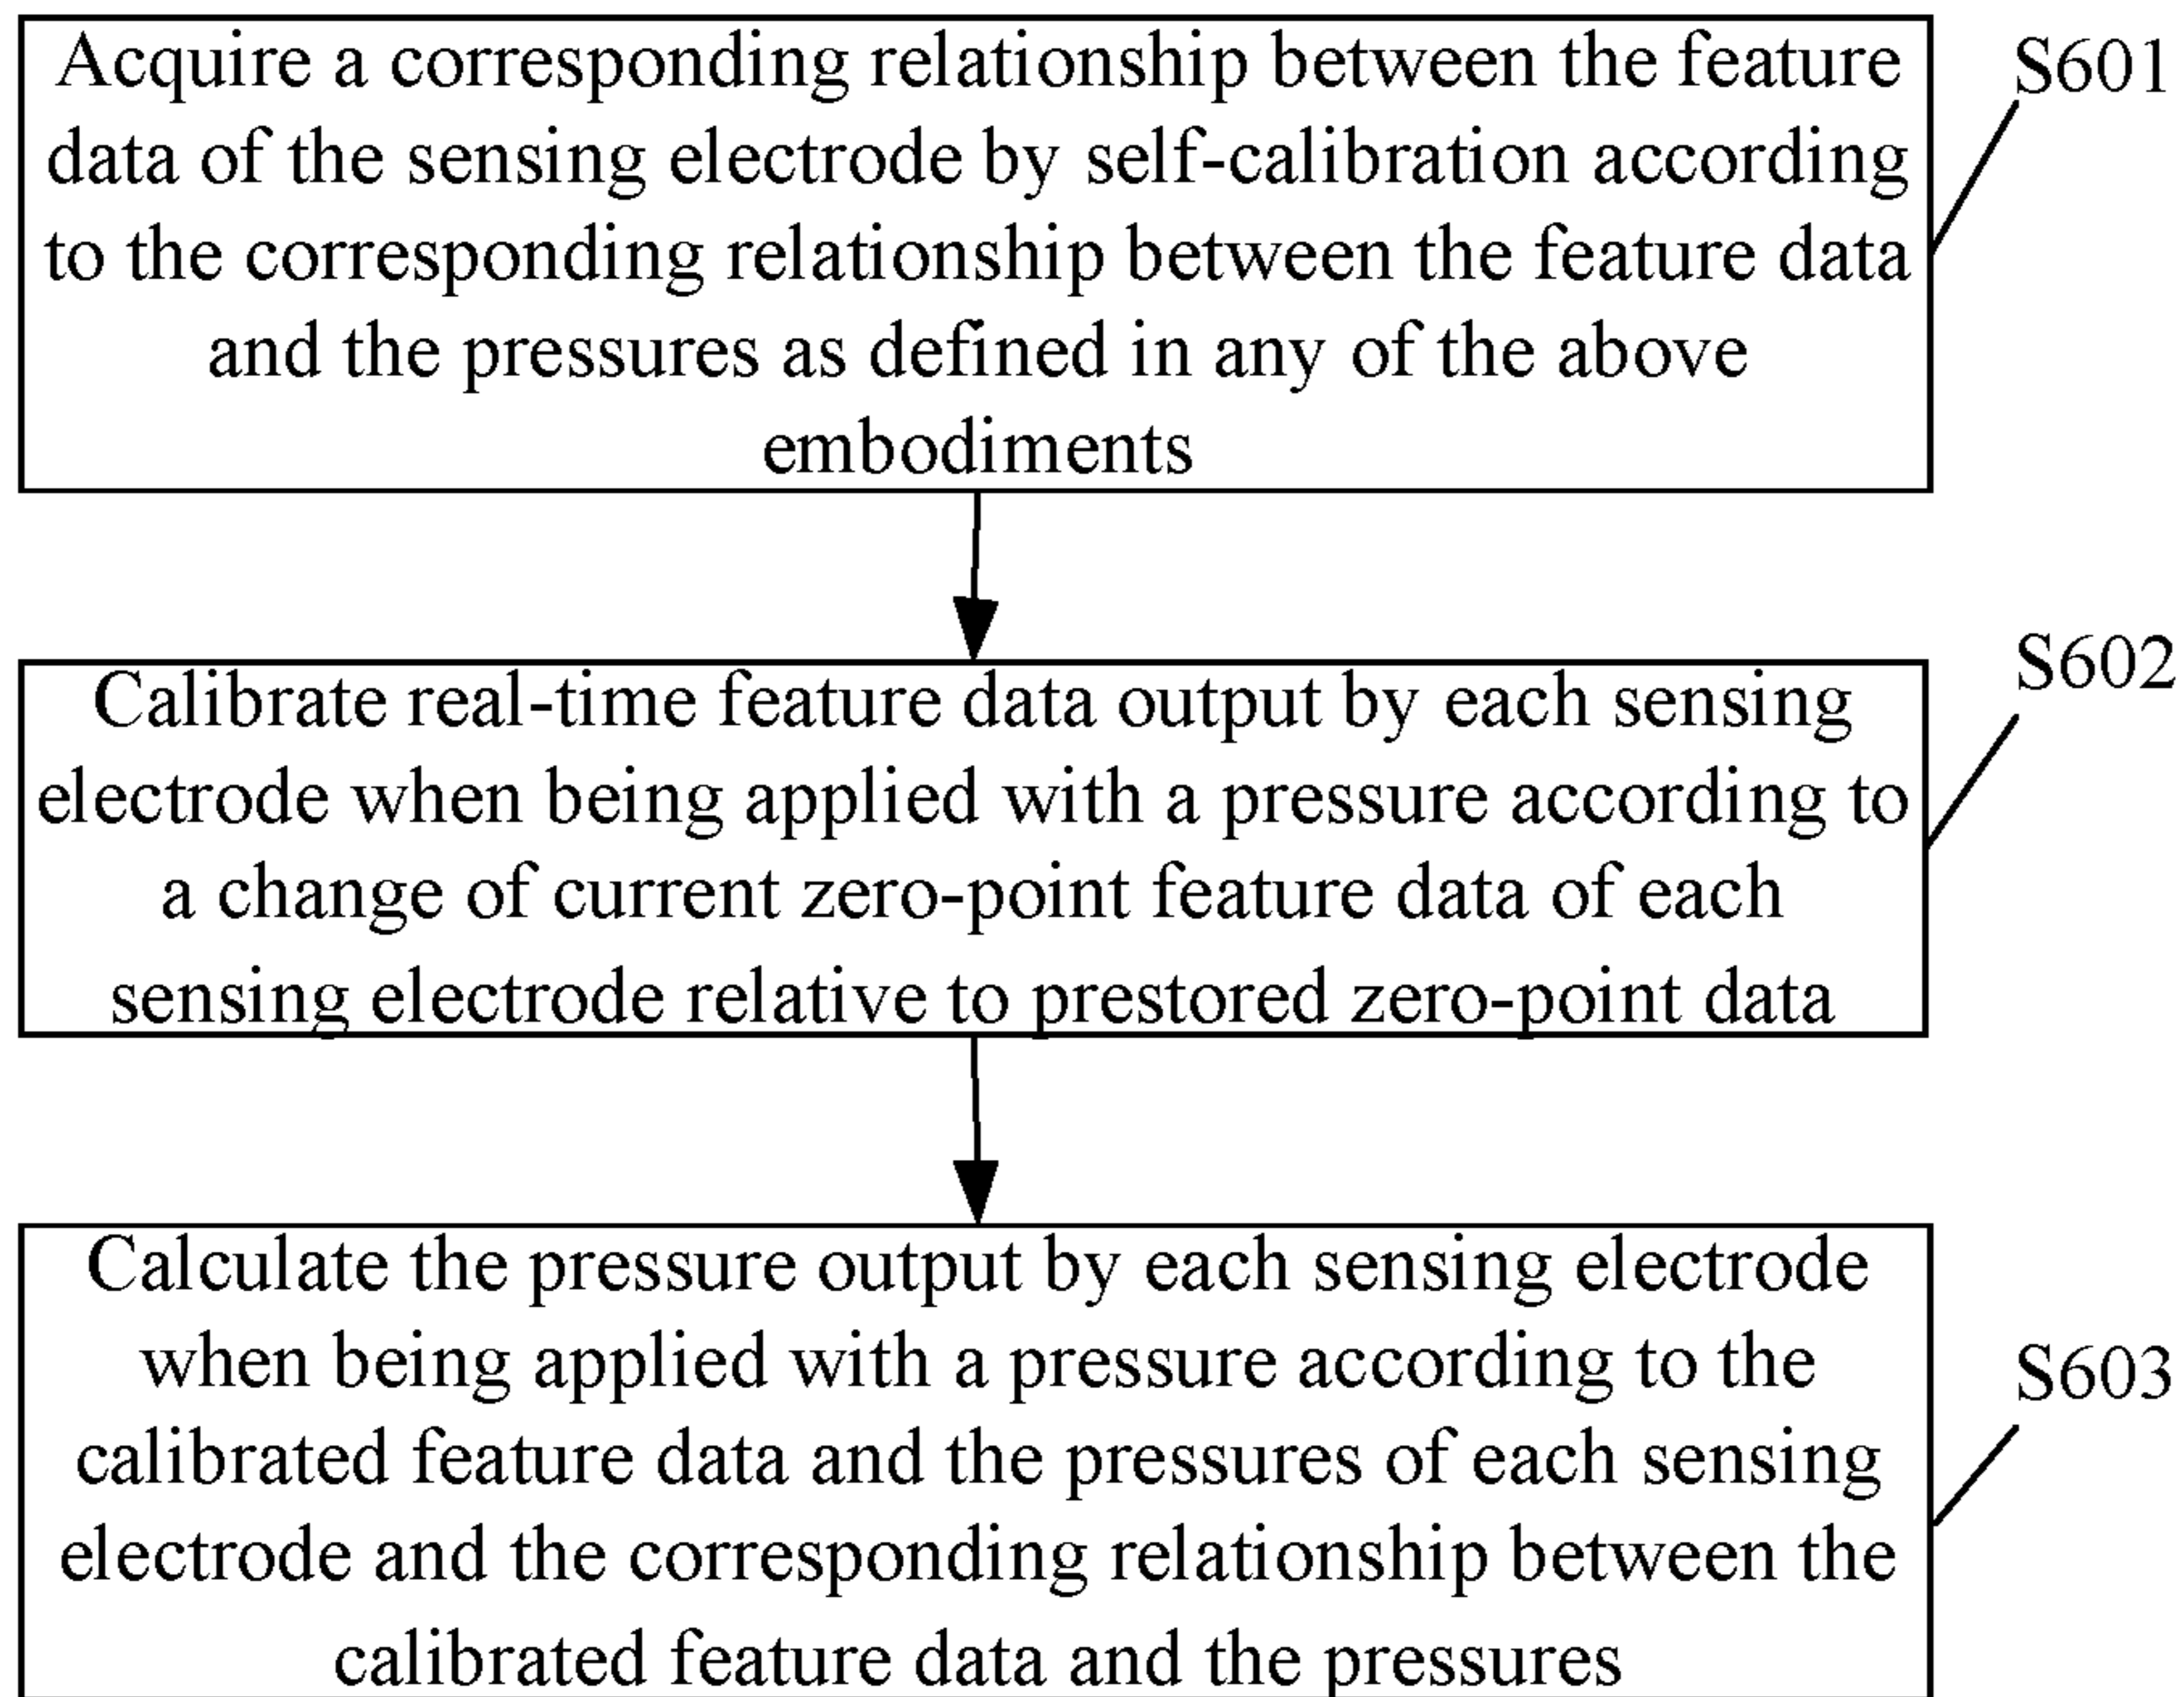 Acquire a corresponding relationship between the feature
data of the sensing electrode by self-calibration according
to the corresponding relationship between the feature data
and the pressures as defined in any of the above
embodiments
S601
Calibrate real-time feature data output by each sensing
electrode when being applied with a pressure according to
a change of current zero-point feature data of each
sensing electrode relative to prestored zero-point data
S602
Calculate the pressure output by each sensing electrode
when being applied with a pressure according to the
calibrated feature data and the pressures of each sensing
electrode and the corresponding relationship between the
calibrated feature data and the pressures
S603